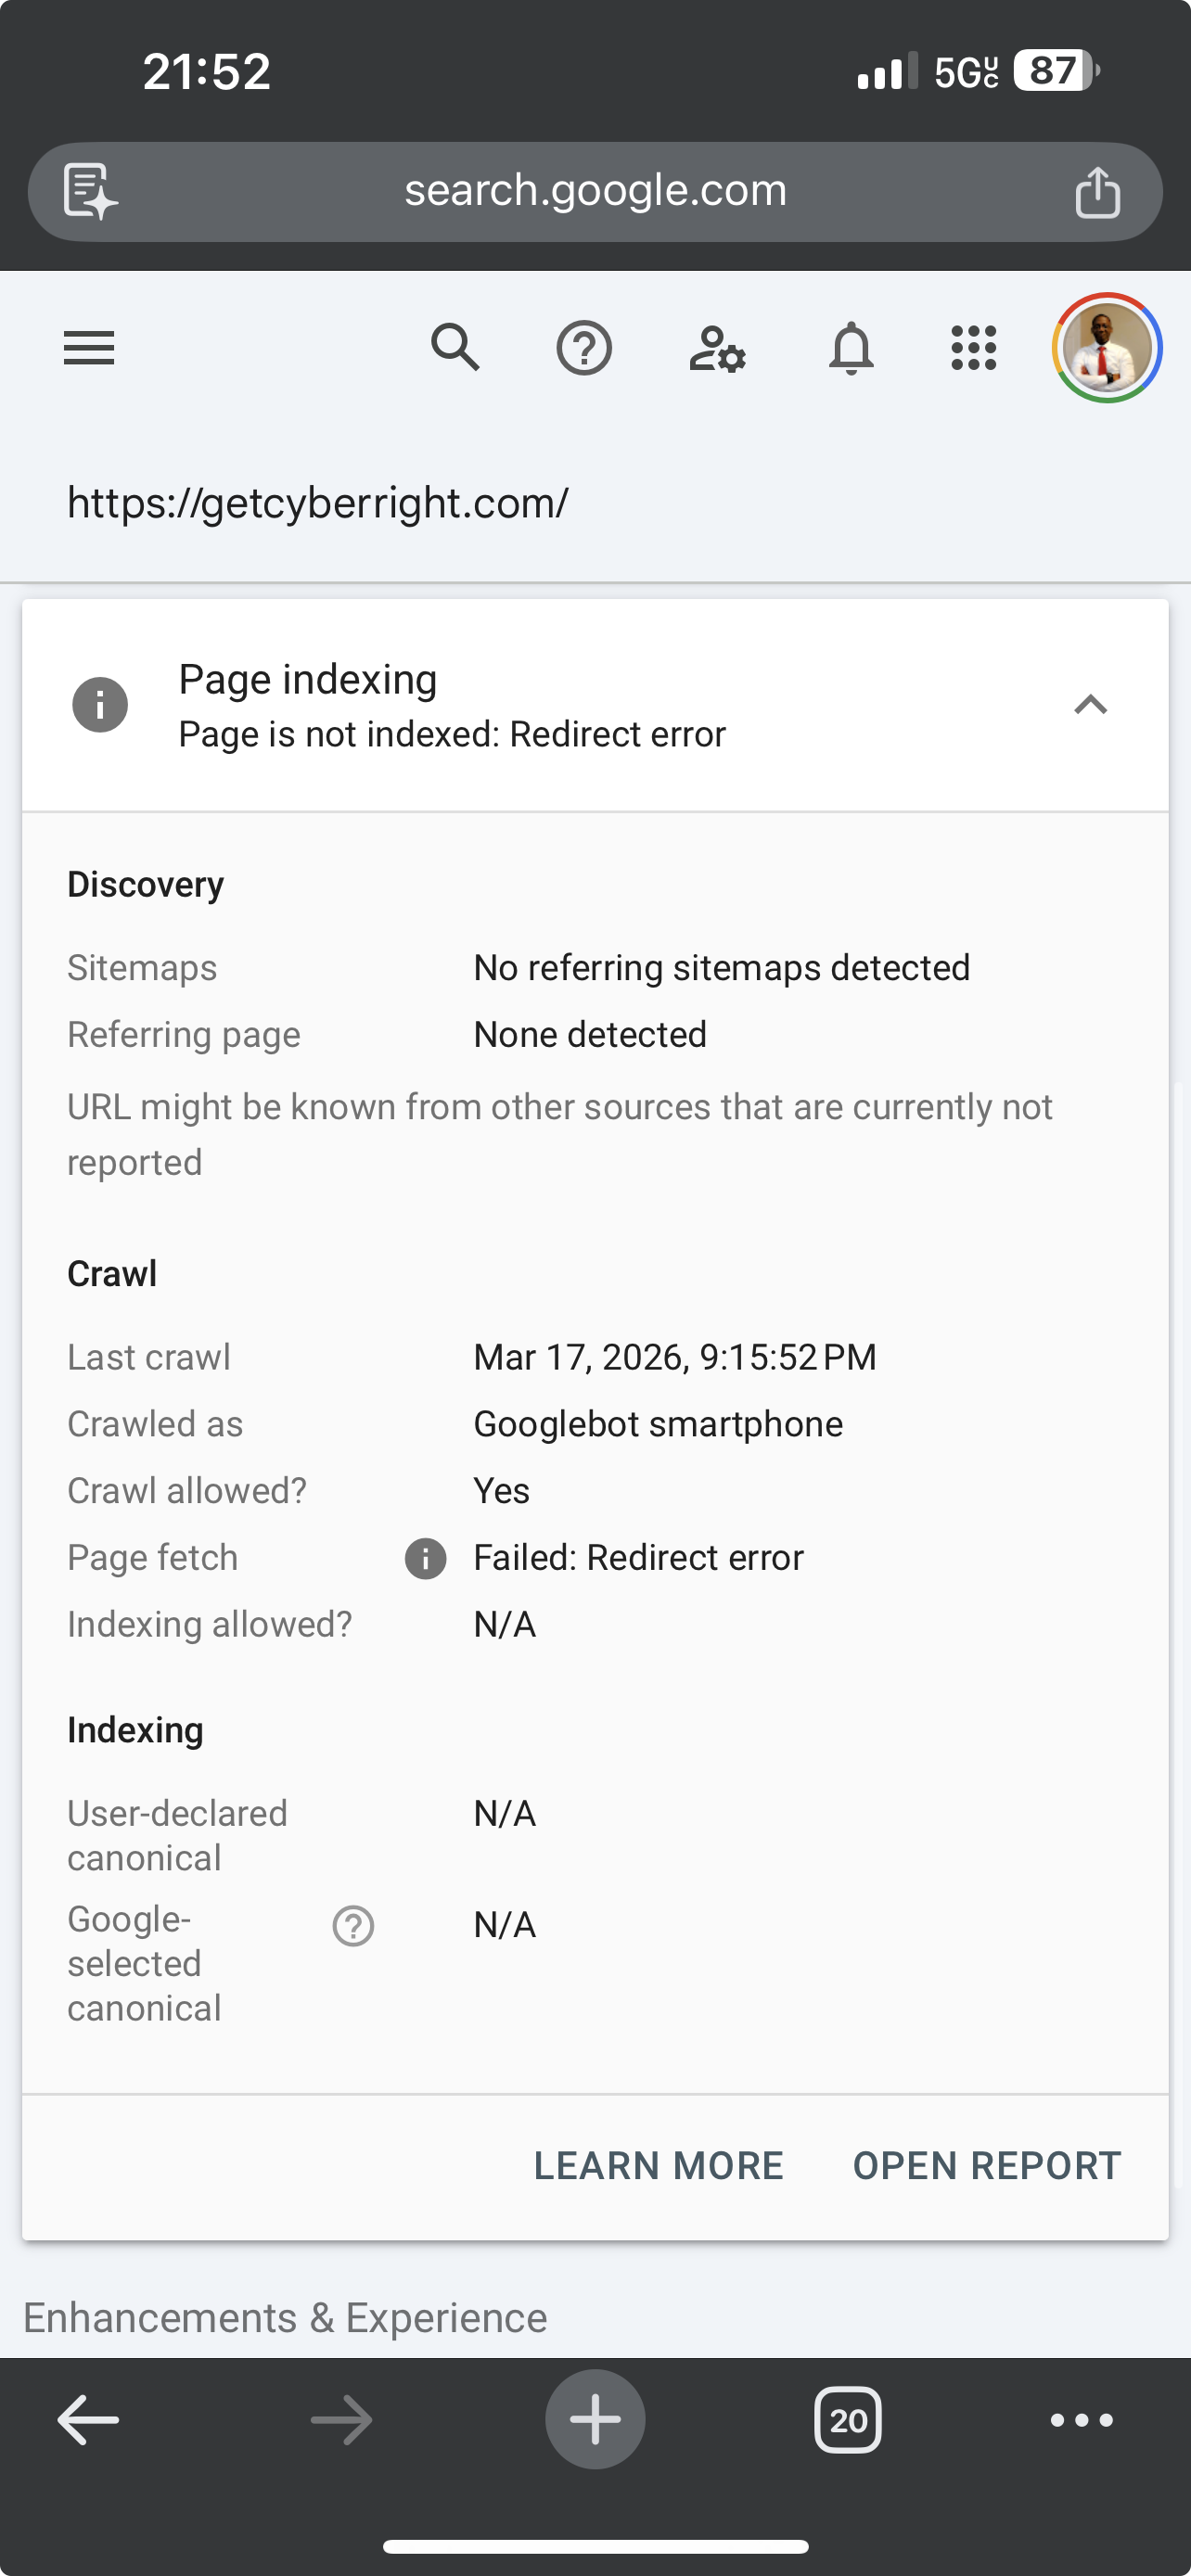 21:52
5GUC 87
search.google.com
https://getcyberright.com/
Page indexing
Page is not indexed: Redirect error
Discovery
Sitemaps No referring sitemaps detected
Referring page None detected
URL might be known from other sources that are currently not
reported
Crawl
Last crawl Mar 17, 2026, 9:15:52 PM
Crawled as Googlebot smartphone
Crawl allowed? Yes
Page fetch Failed: Redirect error
Indexing allowed? N/A
Indexing
User-declared N/A
canonical
Google- N/A
selected
canonical
LEARN MORE OPEN REPORT
Enhancements & Experience
20